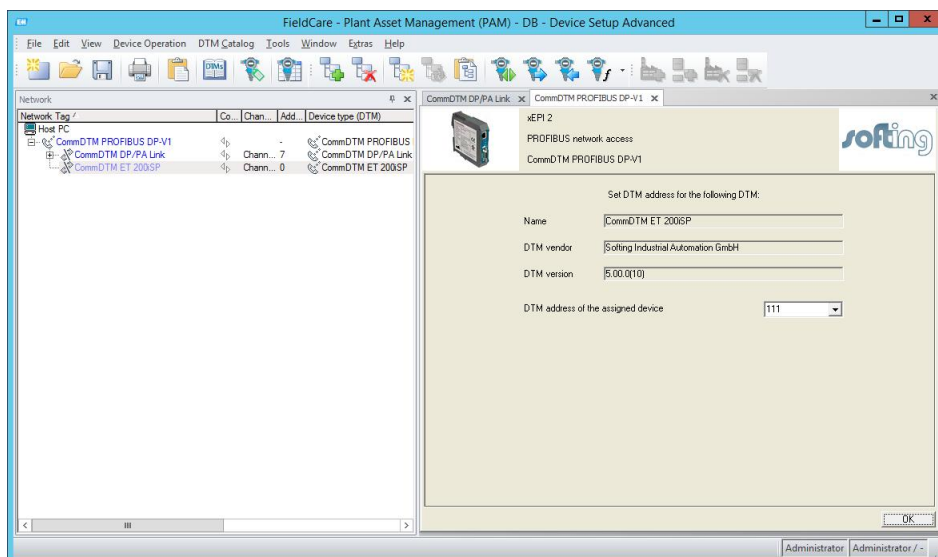 FieldCare - Plant Asset Management (PAM) - DB - Device Setup Advanced
File Edit View Device Operation DTM Catalog Tools Window Extras Help
DTMs
Network
Network Tag Co... Chan... Add... Device type (DTM)
Host PC
CommDTM PROFIBUS DP-V1 - CommDTM PROFIBUS
CommDTM DP/PA Link Chann... 7 CommDTM DP/PA Link
CommDTM ET 200iSP Chann... 0 CommDTM ET 200iSP
CommDTM DP/PA Link CommDTM PROFIBUS DP-V1
xEPI 2
PROFIBUS network access
CommDTM PROFIBUS DP-V1
softing
Set DTM address for the following DTM:
Name CommDTM ET 200iSP
DTM vendor Softing Industrial Automation GmbH
DTM version 5.00.0(10)
DTM address of the assigned device 111
OK
Administrator Administrator / -